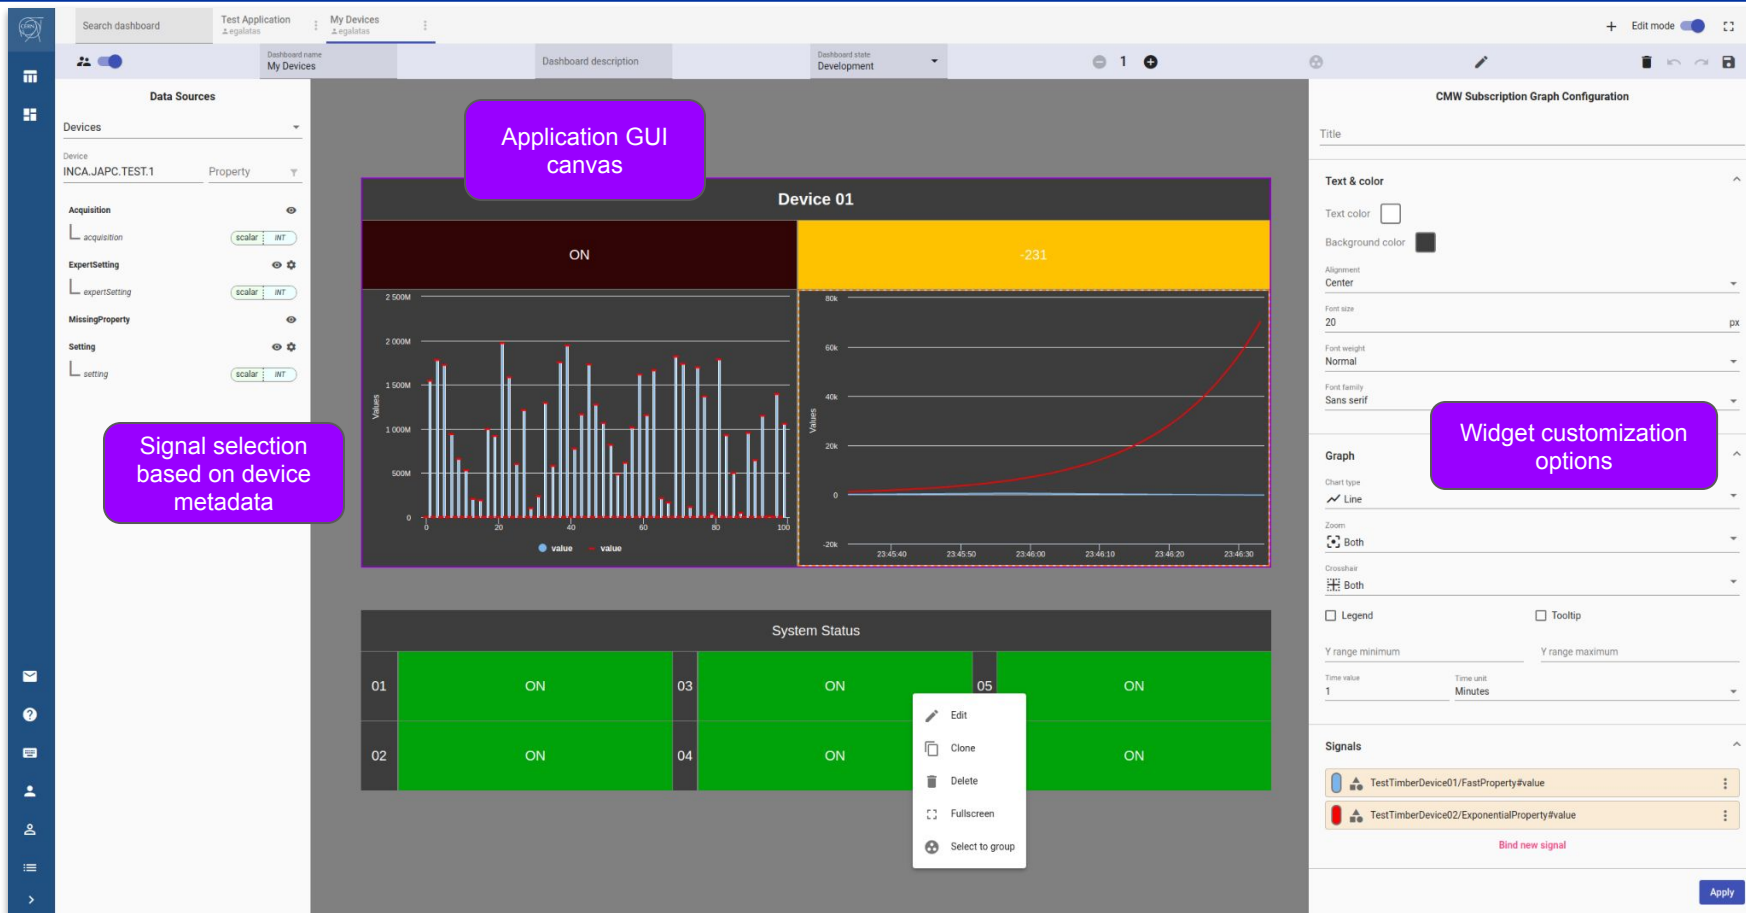 CERN
Search dashboard
Test Application
egalatas
My Devices
egalatas
Edit mode
Dashboard name
My Devices
Dashboard description
Dashboard state
Development
1
Data Sources
Devices
Device
INCA.JAPC.TEST.1
Property
Acquisition
acquisition
scalar INT
ExpertSetting
expertSetting
scalar INT
MissingProperty
Setting
setting
scalar INT
Signal selection
based on device
metadata
Application GUI
canvas
Device 01
ON
-231
2 500M
2 000M
1 500M
1 000M
500M
0
Values
0 20 40 60 80 100
value value
80k
60k
40k
20k
0
-20k
Values
23:45:40 23:45:50 23:46:00 23:46:10 23:46:20 23:46:30
System Status
01 ON 03 ON 05 ON
02 ON 04 ON ON
Edit
Clone
Delete
Fullscreen
Select to group
CMW Subscription Graph Configuration
Title
Text & color
Text color
Background color
Alignment
Center
Font size
20 px
Font weight
Normal
Font family
Sans serif
Widget customization
options
Graph
Chart type
Line
Zoom
Both
Crosshair
Both
Legend Tooltip
Y range minimum Y range maximum
Time value Time unit
1 Minutes
Signals
TestTimberDevice01/FastProperty#value
TestTimberDevice02/ExponentialProperty#value
Bind new signal
Apply